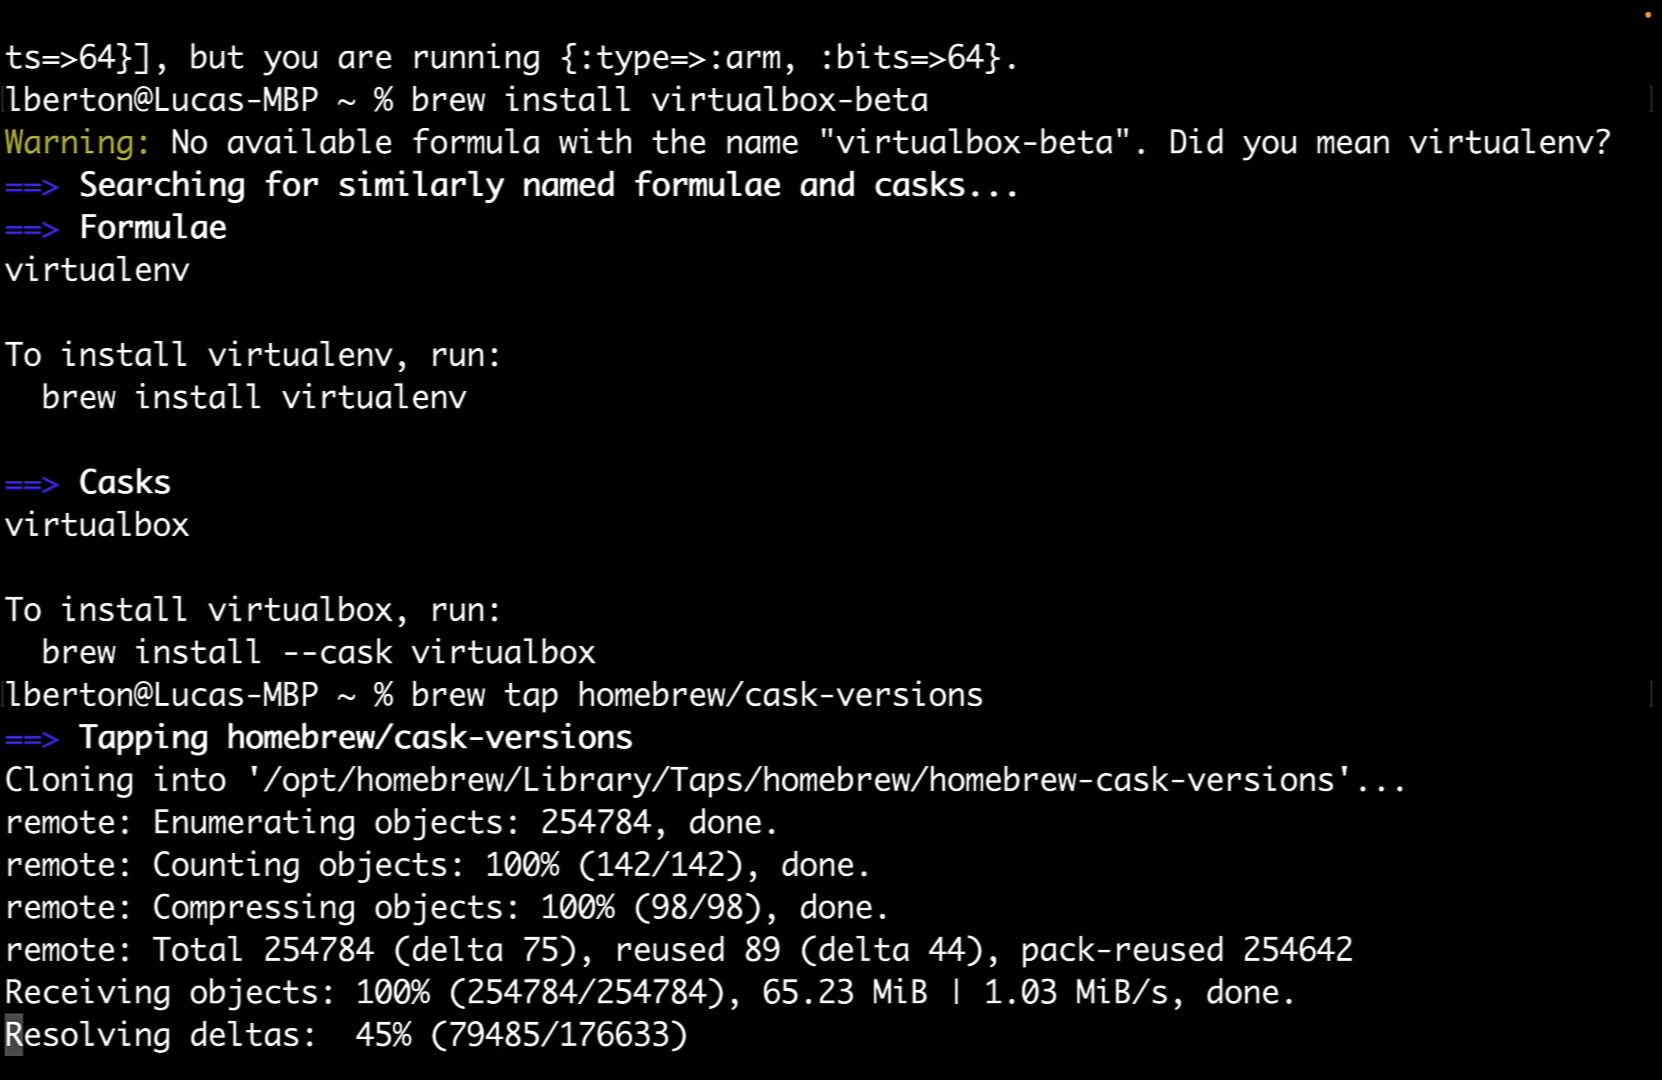 ts=>64}], but you are running {:type=>:arm, :bits=>64}.
lberton@Lucas-MBP ~ % brew install virtualbox-beta
Warning: No available formula with the name "virtualbox-beta". Did you mean virtualenv?
==> Searching for similarly named formulae and casks...
==> Formulae
virtualenv
To install virtualenv, run:
  brew install virtualenv
==> Casks
virtualbox
To install virtualbox, run:
  brew install --cask virtualbox
lberton@Lucas-MBP ~ % brew tap homebrew/cask-versions
==> Tapping homebrew/cask-versions
Cloning into '/opt/homebrew/Library/Taps/homebrew/homebrew-cask-versions'...
remote: Enumerating objects: 254784, done.
remote: Counting objects: 100% (142/142), done.
remote: Compressing objects: 100% (98/98), done.
remote: Total 254784 (delta 75), reused 89 (delta 44), pack-reused 254642
Receiving objects: 100% (254784/254784), 65.23 MiB | 1.03 MiB/s, done.
Resolving deltas:  45% (79485/176633)